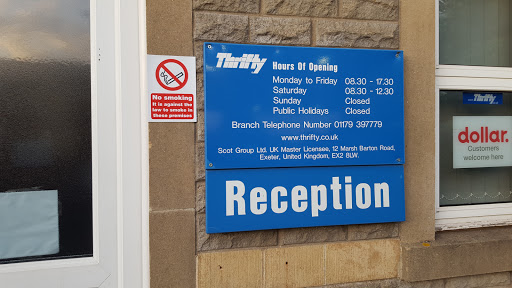 No smoking
It is against the
law to smoke in
these premises
Thrifty Hours Of Opening
Monday to Friday 08.30 - 17.30
Saturday 08.30 - 12.30
Sunday Closed
Public Holidays Closed
Branch Telephone Number 01179 397779
www.thrifty.co.uk
Scot Group Ltd. UK Master Licensee, 12 Marsh Barton Road,
Exeter, United Kingdom, EX2 8LW.
Reception
Thrifty
dollar.
Customers
welcome here